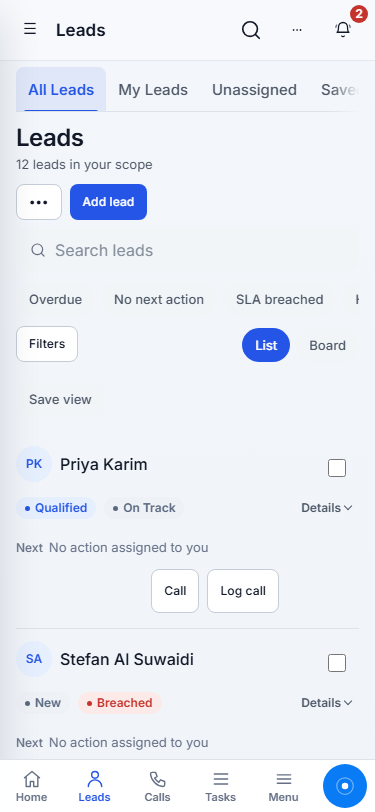 Leads
2
All Leads My Leads Unassigned Save
Leads
12 leads in your scope
Add lead
Search leads
Overdue No next action SLA breached
Filters List Board
Save view
PK Priya Karim
Qualified On Track Details
Next No action assigned to you
Call Log call
SA Stefan Al Suwaidi
New Breached Details
Next No action assigned to you
Home Leads Calls Tasks Menu